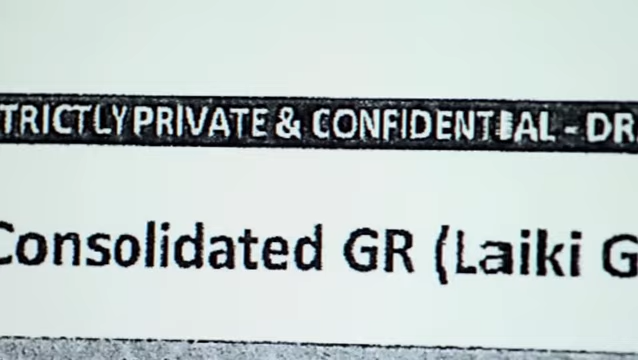 TRICTLY PRIVATE & CONFIDENTIAL - DR
Consolidated GR (Laiki G